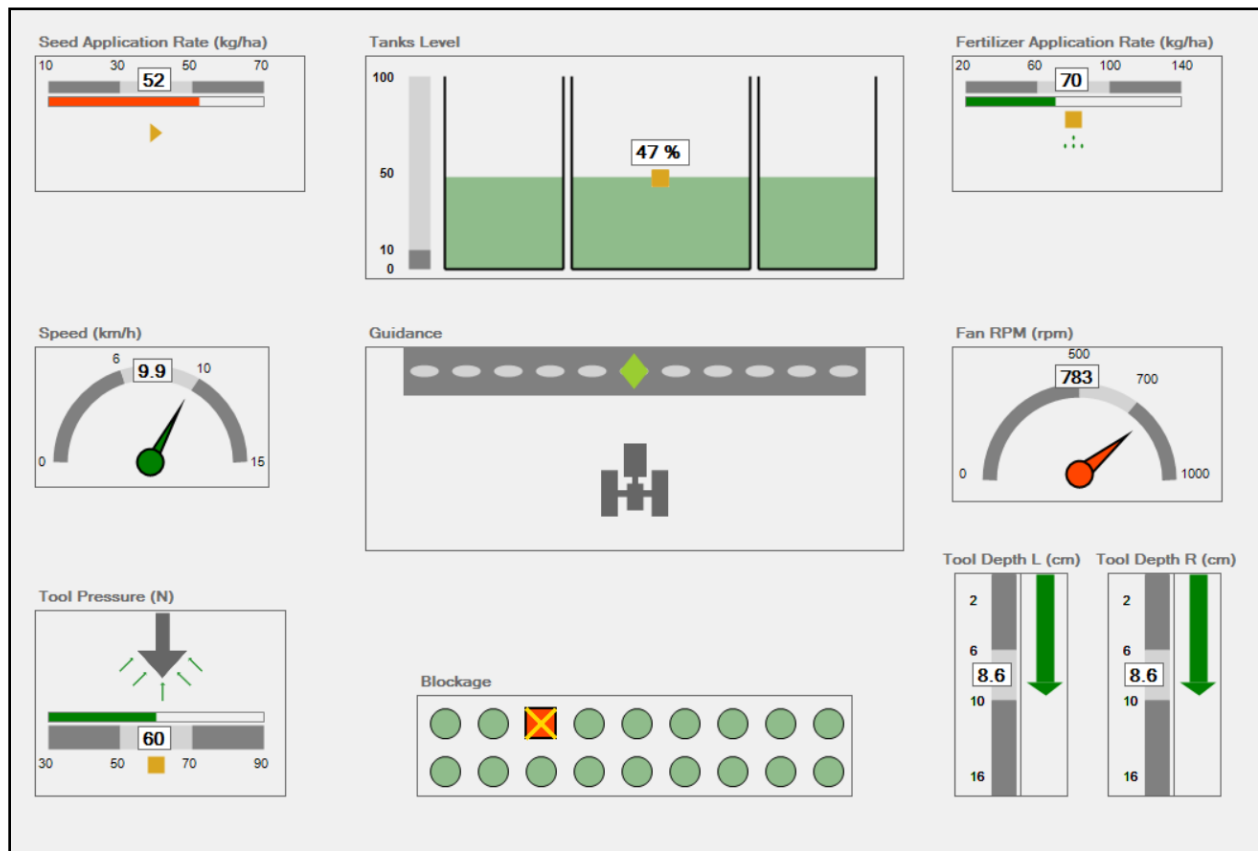 Seed Application Rate (kg/ha)
10 30 50 70
52
Tanks Level
100
47 %
50
10
0
Fertilizer Application Rate (kg/ha)
20 60 100 140
70
Speed (km/h)
6 10
9.9
0 15
Guidance
Fan RPM (rpm)
500
783 700
0 1000
Tool Pressure (N)
60
30 50 70 90
Blockage
Tool Depth L (cm)
2
6
8.6
10
16
Tool Depth R (cm)
2
6
8.6
10
16